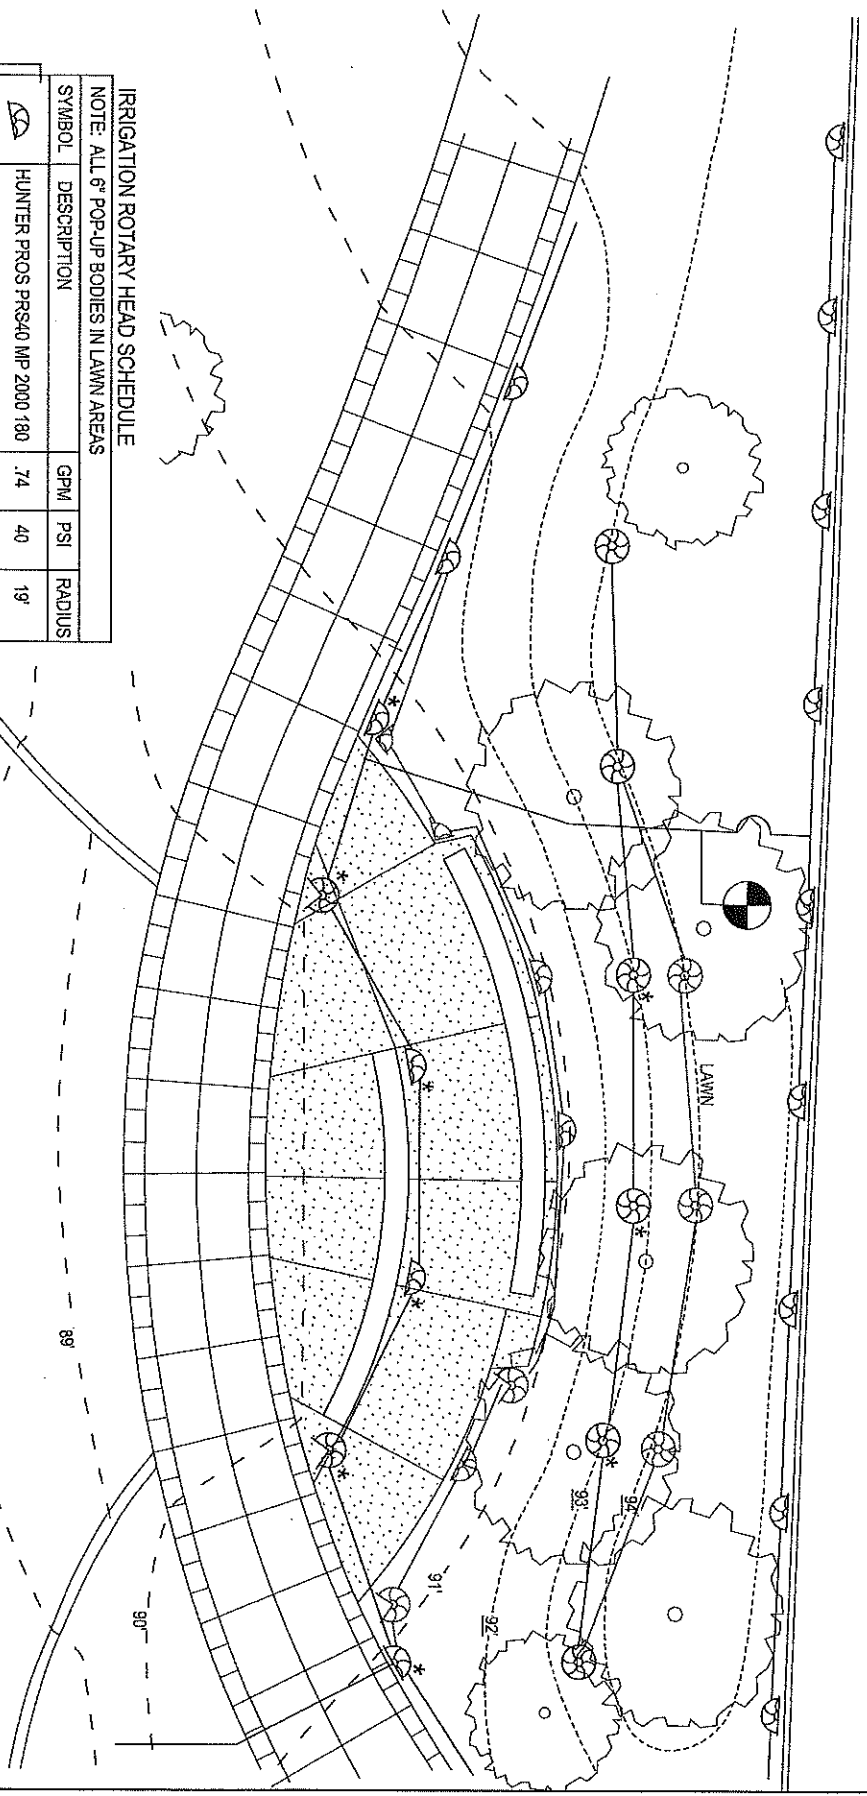 IRRIGATION ROTARY HEAD SCHEDULE
NOTE: ALL 6" POP-UP BODIES IN LAWN AREAS
SYMBOL DESCRIPTION GPM PSI RADIUS
HUNTER PROS PRS40 MP 2000 180 .74 40 19'
LAWN
94'
93'
92'
91'
90'
89'